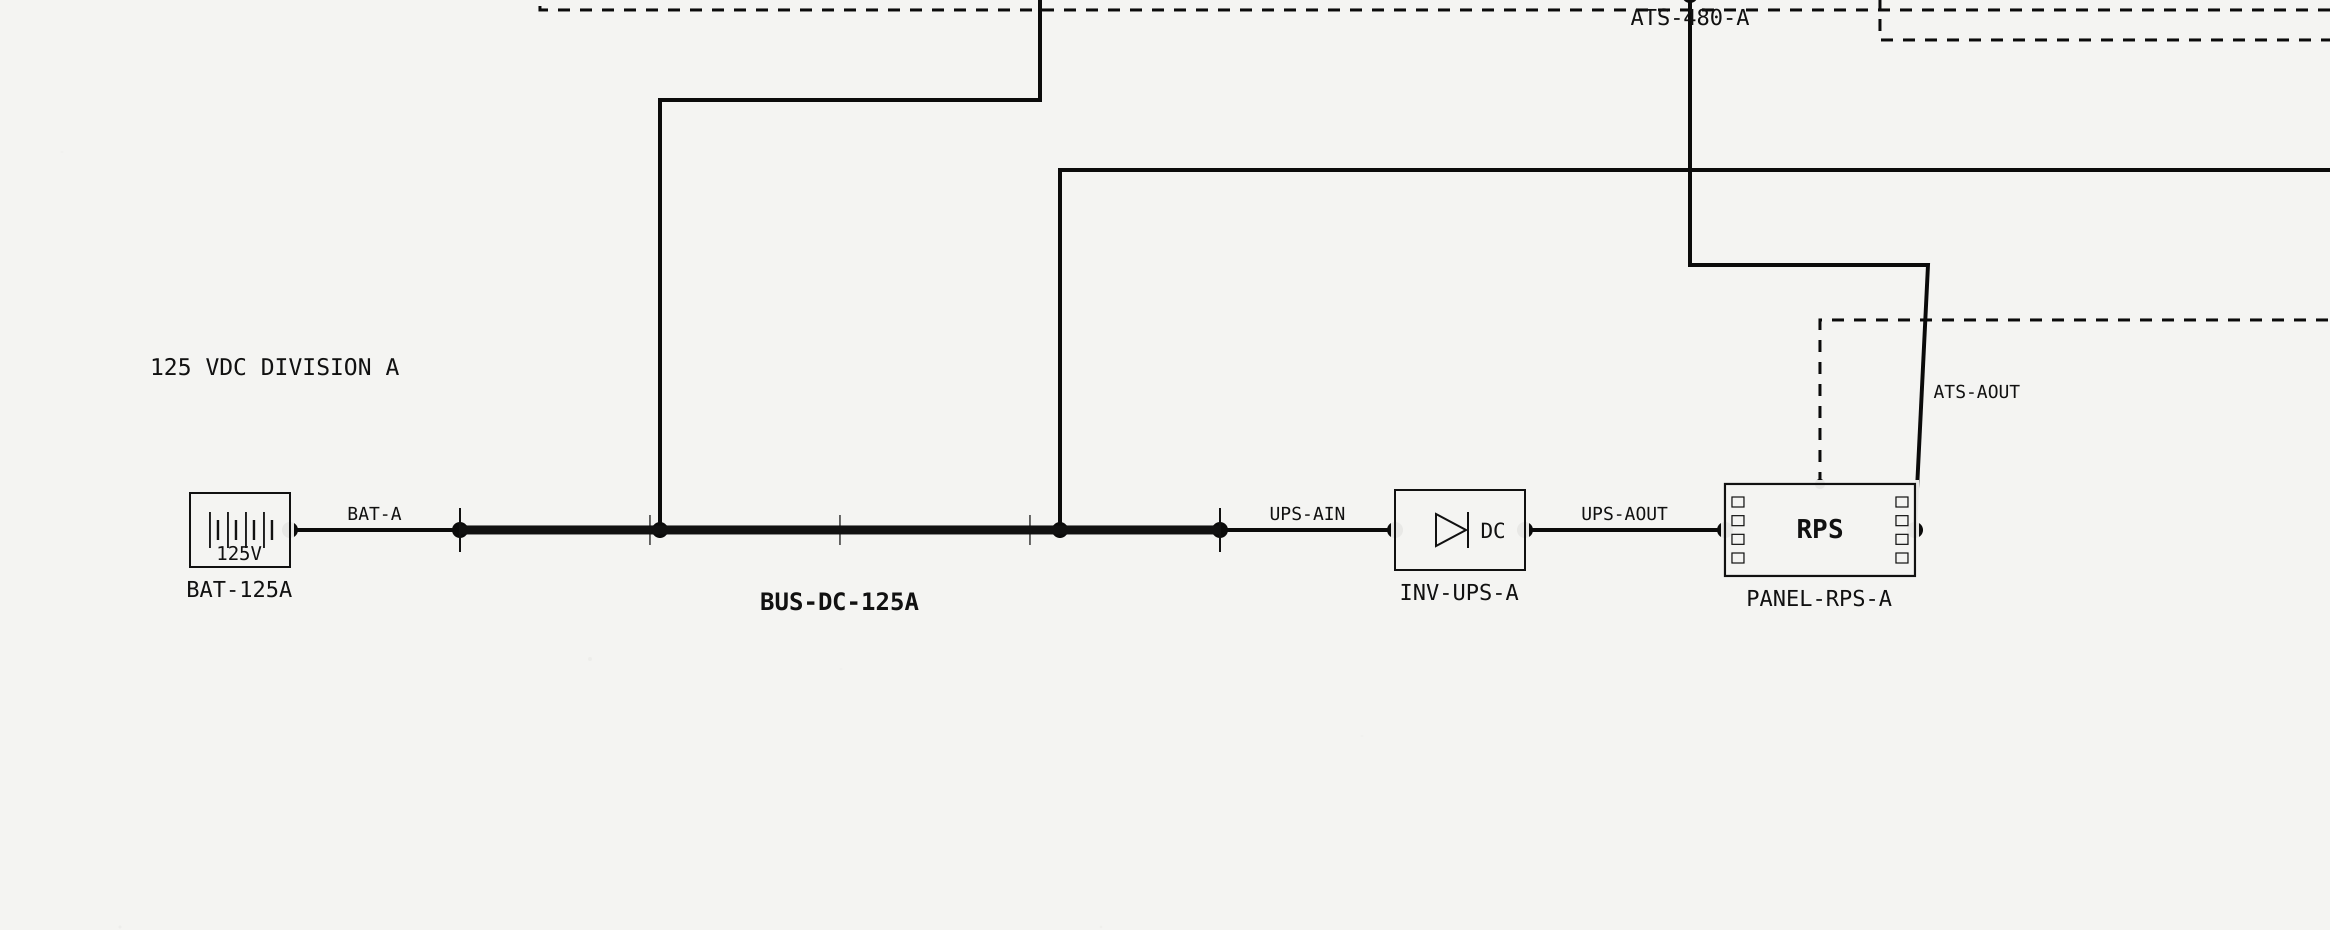 ATS-480-A
125 VDC DIVISION A
ATS-AOUT
BAT-A
UPS-AIN
UPS-AOUT
125V
DC
RPS
BAT-125A
BUS-DC-125A
INV-UPS-A
PANEL-RPS-A